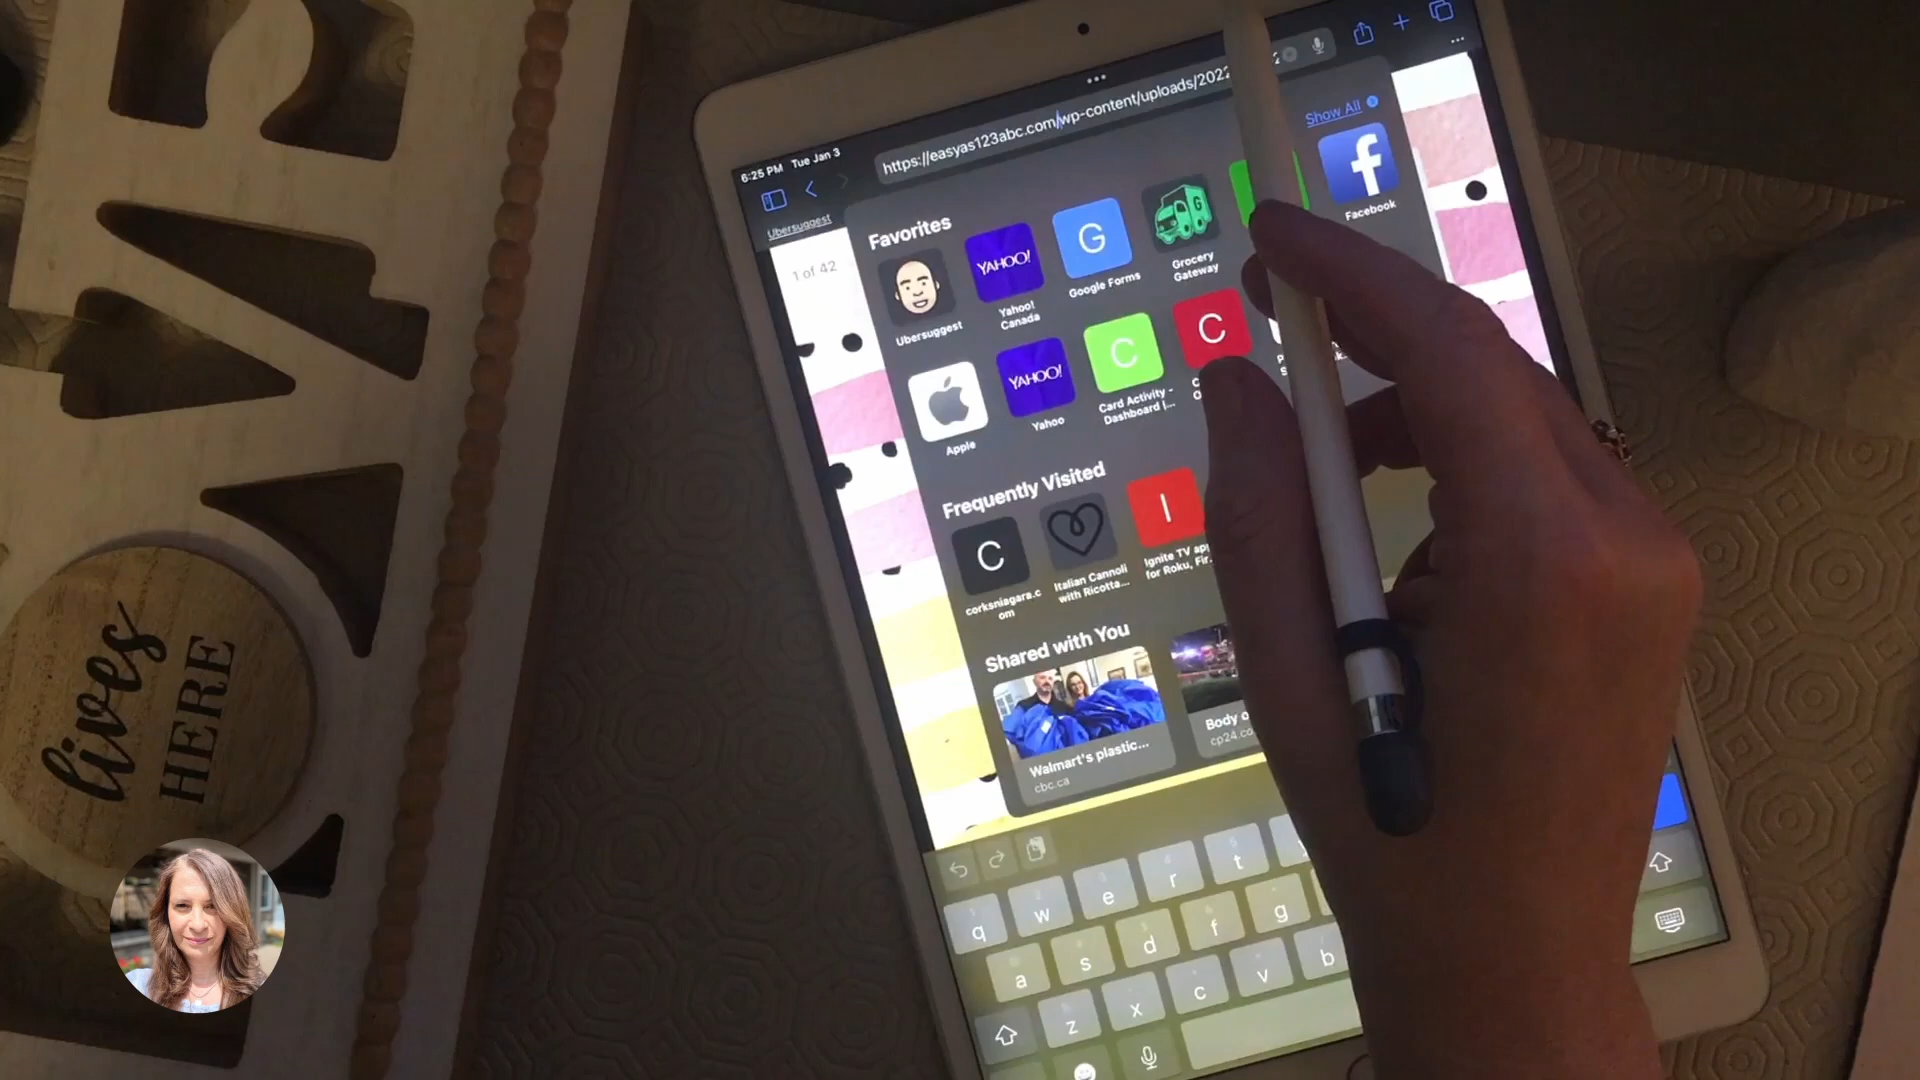 LOVE
lives
HERE
6:25 PM Tue Jan 3
https://easyas123abc.com/wp-content/uploads/2022
Ubersuggest
1 of 42
Show All
Favorites
Ubersuggest
YAHOO!
Yahoo!
Canada
G
Google Forms
G
Grocery
Gateway
f
Facebook
Apple
YAHOO!
Yahoo
C
Card Activity -
Dashboard |...
C
Frequently Visited
C
corksniagara.c
om
Italian Cannoli
with Ricotta...
I
Ignite TV app
for Roku, Fir...
Shared with You
Walmart's plastic...
cbc.ca
Body o
cp24.co
q w e r t
a s d f g
z x c v b